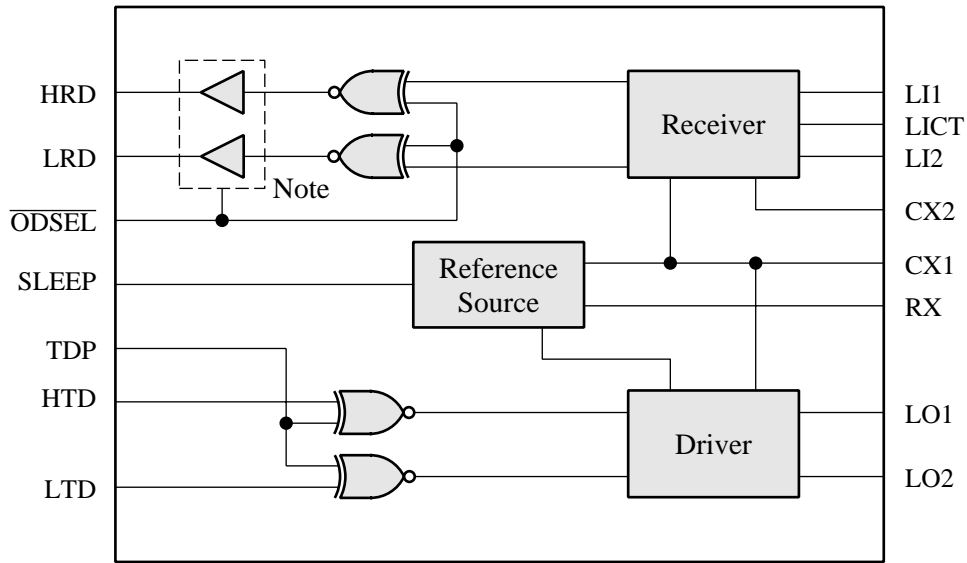 HRD
LRD
O̅D̅S̅E̅L̅
SLEEP
TDP
HTD
LTD
Note
Receiver
Reference
Source
Driver
LI1
LICT
LI2
CX2
CX1
RX
LO1
LO2